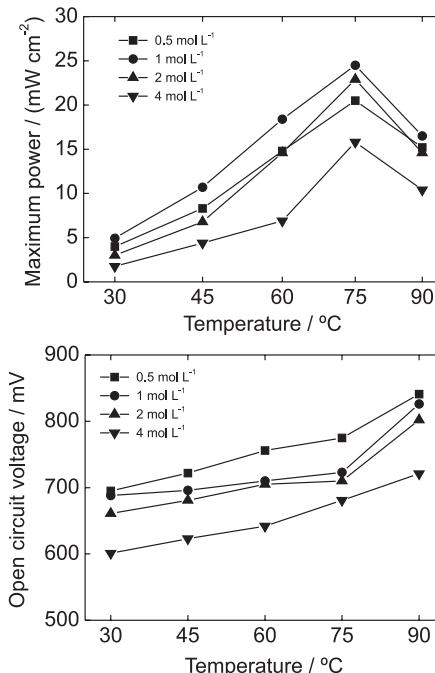 30
25
20
15
10
5
0
Maximum power / (mW cm⁻²)
0.5 mol L⁻¹
1 mol L⁻¹
2 mol L⁻¹
4 mol L⁻¹
30 45 60 75 90
Temperature / ºC
900
800
700
600
500
Open circuit voltage / mV
0.5 mol L⁻¹
1 mol L⁻¹
2 mol L⁻¹
4 mol L⁻¹
30 45 60 75 90
Temperature / ºC